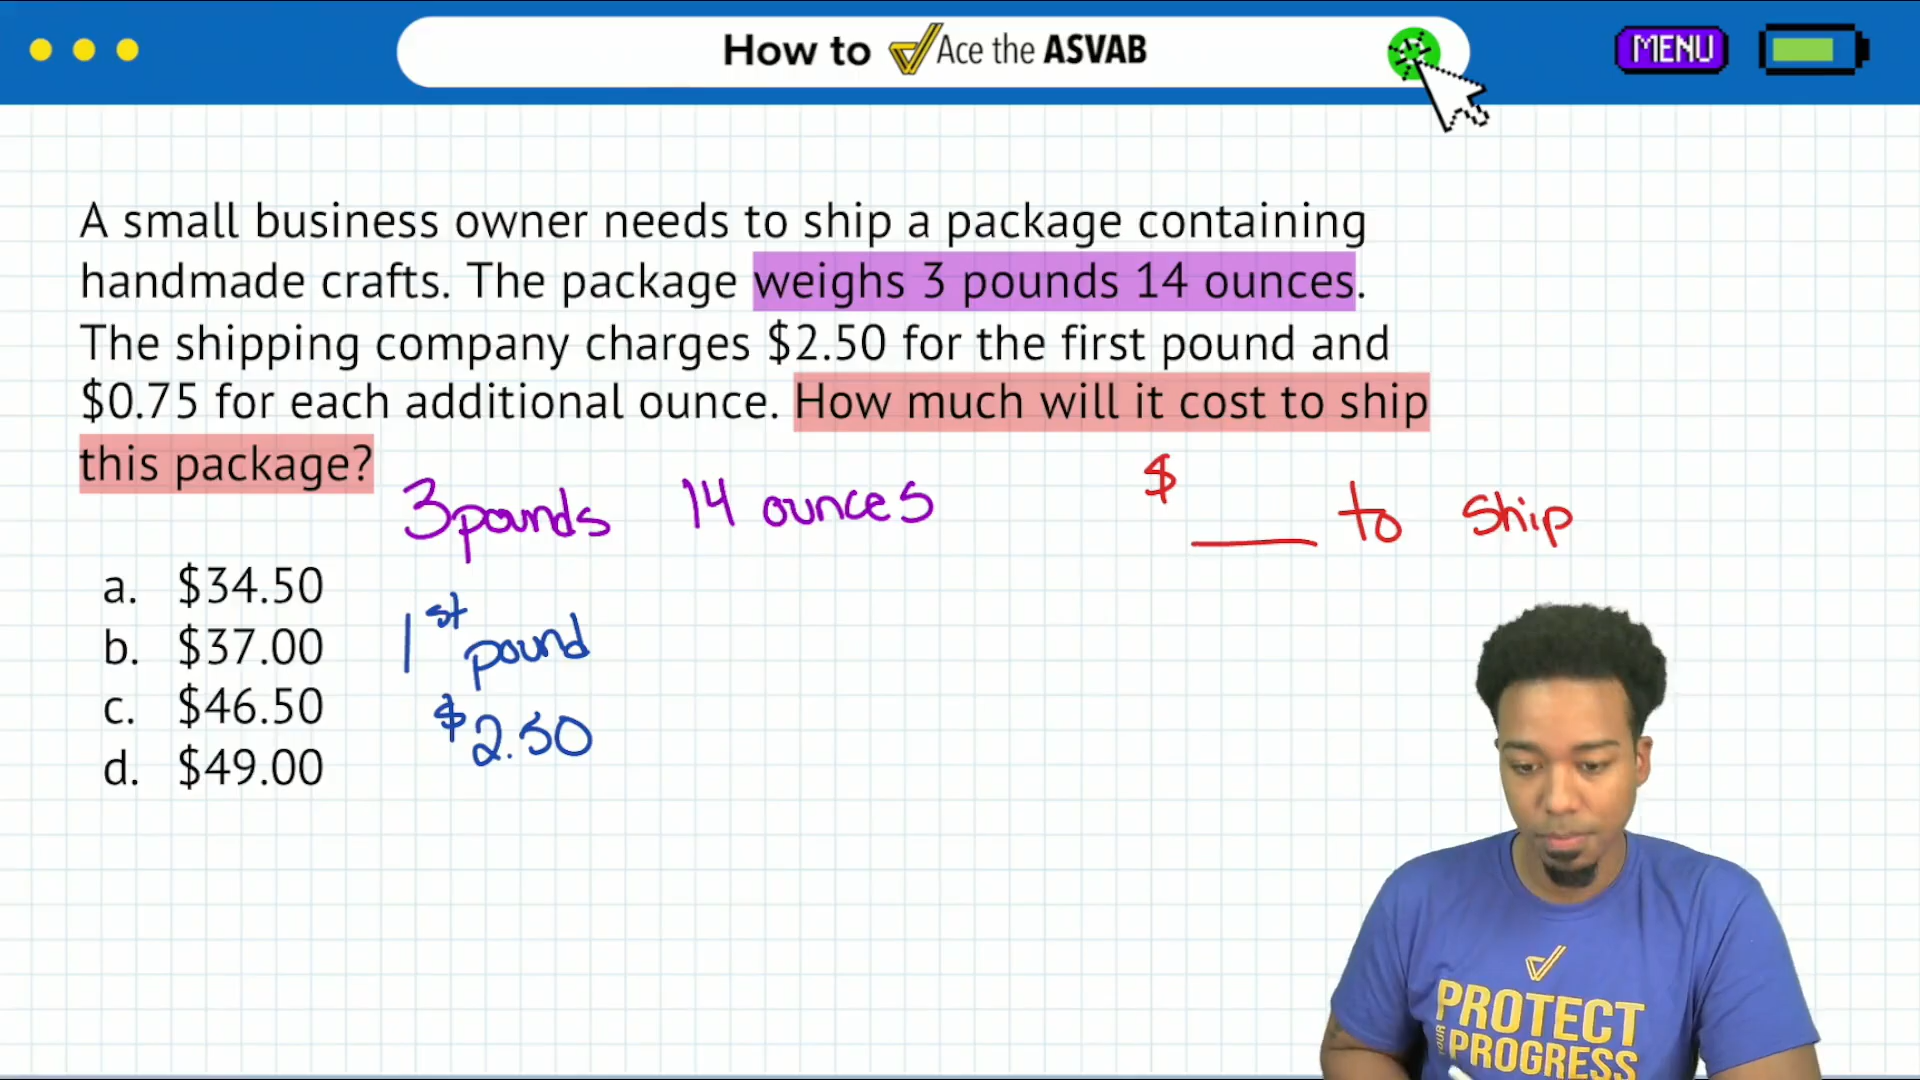 How to Ace the ASVAB
MENU
A small business owner needs to ship a package containing
handmade crafts. The package weighs 3 pounds 14 ounces.
The shipping company charges $2.50 for the first pound and
$0.75 for each additional ounce. How much will it cost to ship
this package?
3 pounds 14 ounces $ ____ to ship
a. $34.50
b. $37.00
c. $46.50
d. $49.00
1st pound
$2.50
PROTECT
YOUR
PROGRESS